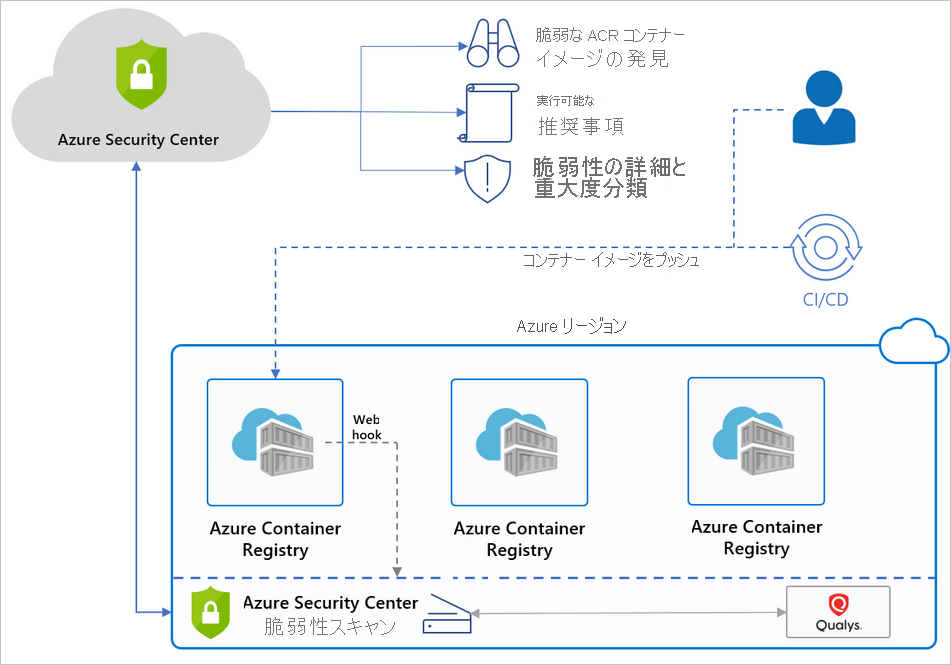 Azure Security Center
脆弱な ACR コンテナー
イメージの発見
実行可能な
推奨事項
脆弱性の詳細と
重大度分類
コンテナー イメージをプッシュ
CI/CD
Azure リージョン
Web
hook
Azure Container
Registry
Azure Container
Registry
Azure Container
Registry
Azure Security Center
脆弱性スキャン
Qualys.